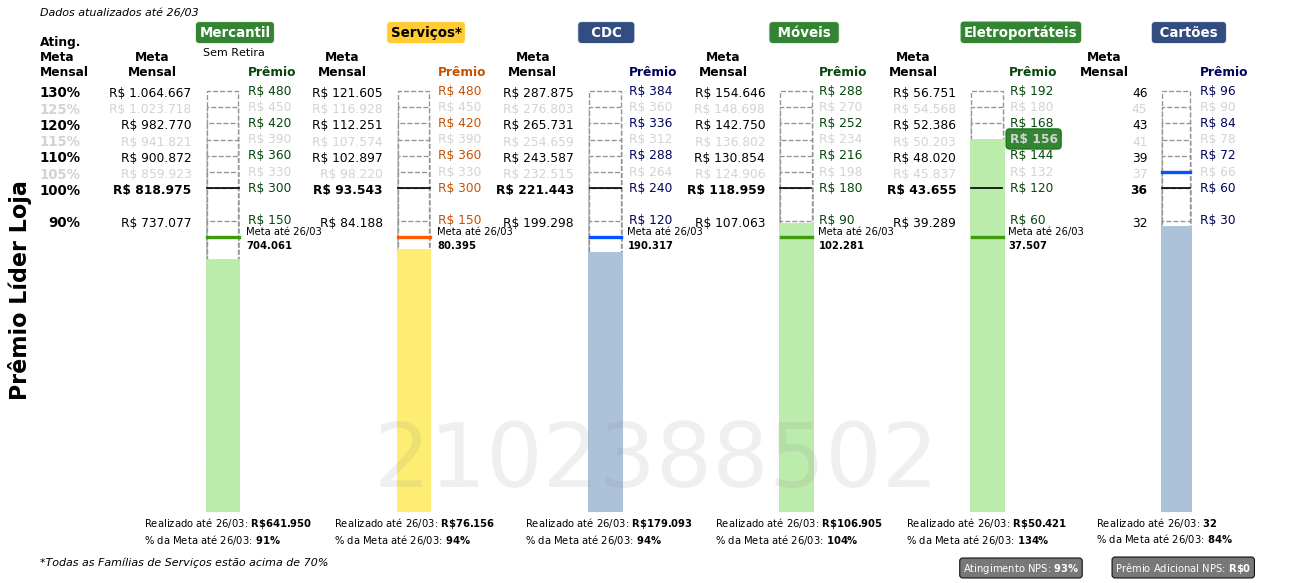 Dados atualizados até 26/03
Mercantil Serviços* CDC Móveis Eletroportáteis Cartões
Sem Retira
Ating. Meta Mensal
Meta Mensal Prêmio Meta Mensal Prêmio Meta Mensal Prêmio Meta Mensal Prêmio Meta Mensal Prêmio Meta Mensal Prêmio
130% R$ 1.064.667 R$ 480 R$ 121.605 R$ 480 R$ 287.875 R$ 384 R$ 154.646 R$ 288 R$ 56.751 R$ 192 46 R$ 96
125% R$ 1.023.718 R$ 450 R$ 116.928 R$ 450 R$ 276.803 R$ 360 R$ 148.698 R$ 270 R$ 54.568 R$ 180 45 R$ 90
120% R$ 982.770 R$ 420 R$ 112.251 R$ 420 R$ 265.731 R$ 336 R$ 142.750 R$ 252 R$ 52.386 R$ 168 43 R$ 84
115% R$ 941.821 R$ 390 R$ 107.574 R$ 390 R$ 254.659 R$ 312 R$ 136.802 R$ 234 R$ 50.203 R$ 156 41 R$ 78
110% R$ 900.872 R$ 360 R$ 102.897 R$ 360 R$ 243.587 R$ 288 R$ 130.854 R$ 216 R$ 48.020 R$ 144 39 R$ 72
105% R$ 859.923 R$ 330 R$ 98.220 R$ 330 R$ 232.515 R$ 264 R$ 124.906 R$ 198 R$ 45.837 R$ 132 37 R$ 66
100% R$ 818.975 R$ 300 R$ 93.543 R$ 300 R$ 221.443 R$ 240 R$ 118.959 R$ 180 R$ 43.655 R$ 120 36 R$ 60
90% R$ 737.077 R$ 150 R$ 84.188 R$ 150 R$ 199.298 R$ 120 R$ 107.063 R$ 90 R$ 39.289 R$ 60 32 R$ 30
Meta até 26/03 Meta até 26/03 Meta até 26/03 Meta até 26/03 Meta até 26/03
704.061 80.395 190.317 102.281 37.507
Prêmio Líder Loja
2102388502
Realizado até 26/03: R$641.950 Realizado até 26/03: R$76.156 Realizado até 26/03: R$179.093 Realizado até 26/03: R$106.905 Realizado até 26/03: R$50.421 Realizado até 26/03: 32
% da Meta até 26/03: 91% % da Meta até 26/03: 94% % da Meta até 26/03: 94% % da Meta até 26/03: 104% % da Meta até 26/03: 134% % da Meta até 26/03: 84%
*Todas as Famílias de Serviços estão acima de 70%
Atingimento NPS: 93% Prêmio Adicional NPS: R$0